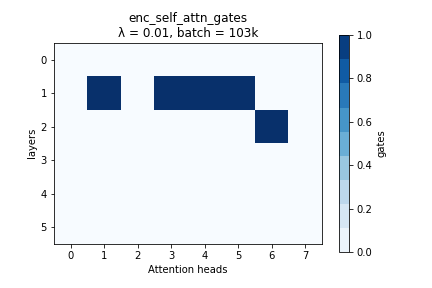 enc_self_attn_gates
λ = 0.01, batch = 103k
layers
0
1
2
3
4
5
0 1 2 3 4 5 6 7
Attention heads
1.0
0.8
0.6
0.4
0.2
0.0
gates